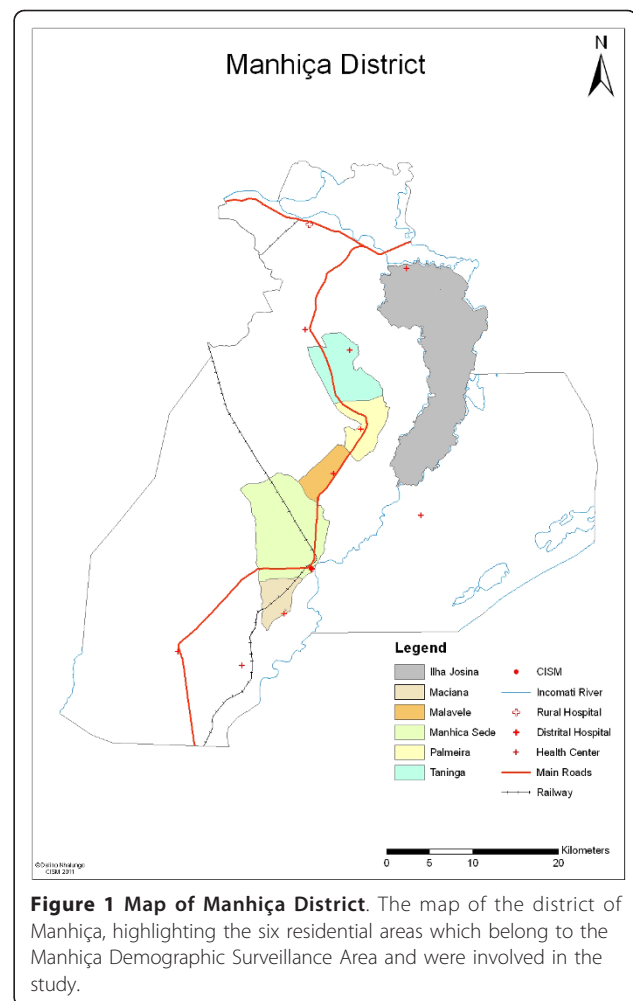 Manhiça District
N
Legend
Ilha Josina
Maciana
Malavele
Manhica Sede
Palmeira
Taninga
CISM
Incomati River
Rural Hospital
Distrital Hospital
Health Center
Main Roads
Railway
Kilometers
0 5 10 20
©Delino Nhalungo
CISM 2011
Figure 1 Map of Manhiça District. The map of the district of
Manhiça, highlighting the six residential areas which belong to the
Manhiça Demographic Surveillance Area and were involved in the
study.